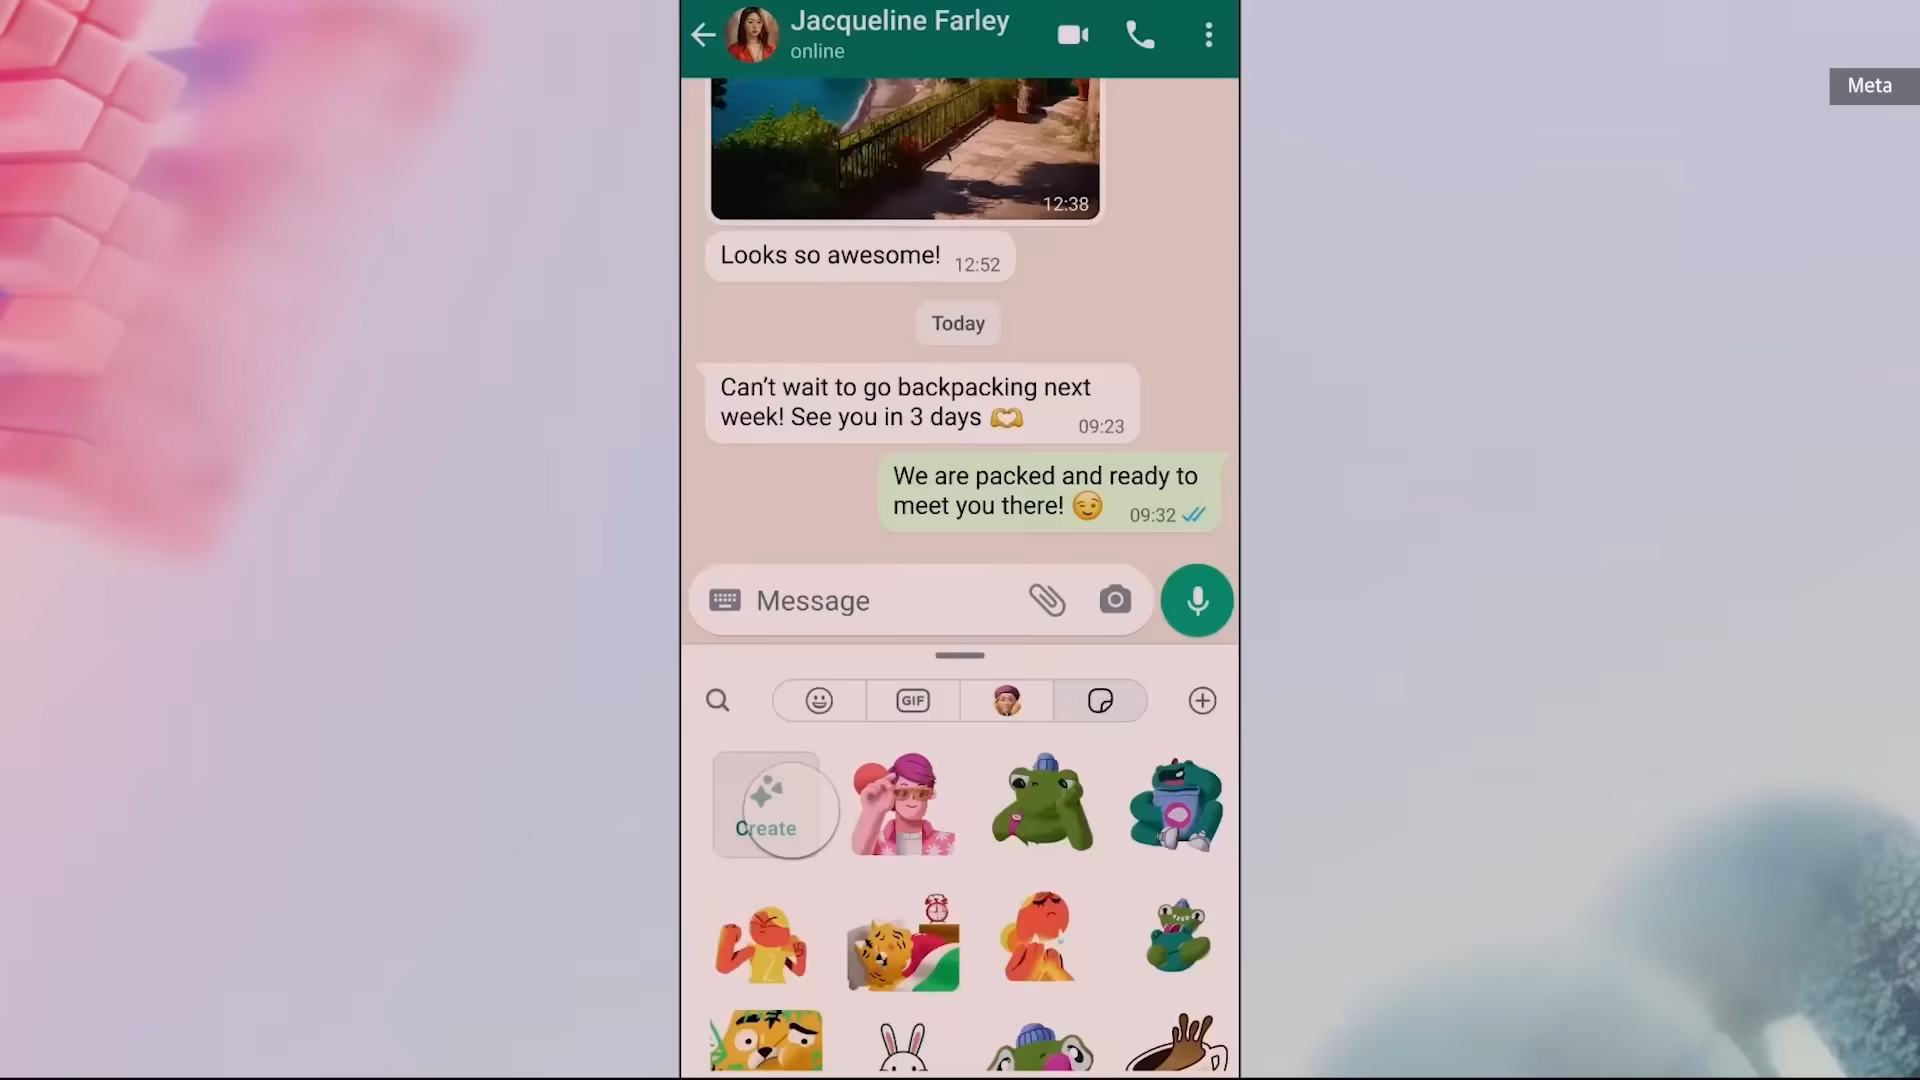 Jacqueline Farley
online
Meta
12:38
Looks so awesome! 12:52
Today
Can’t wait to go backpacking next
week! See you in 3 days 🫶 09:23
We are packed and ready to
meet you there! 😉 09:32
Message
GIF
Create